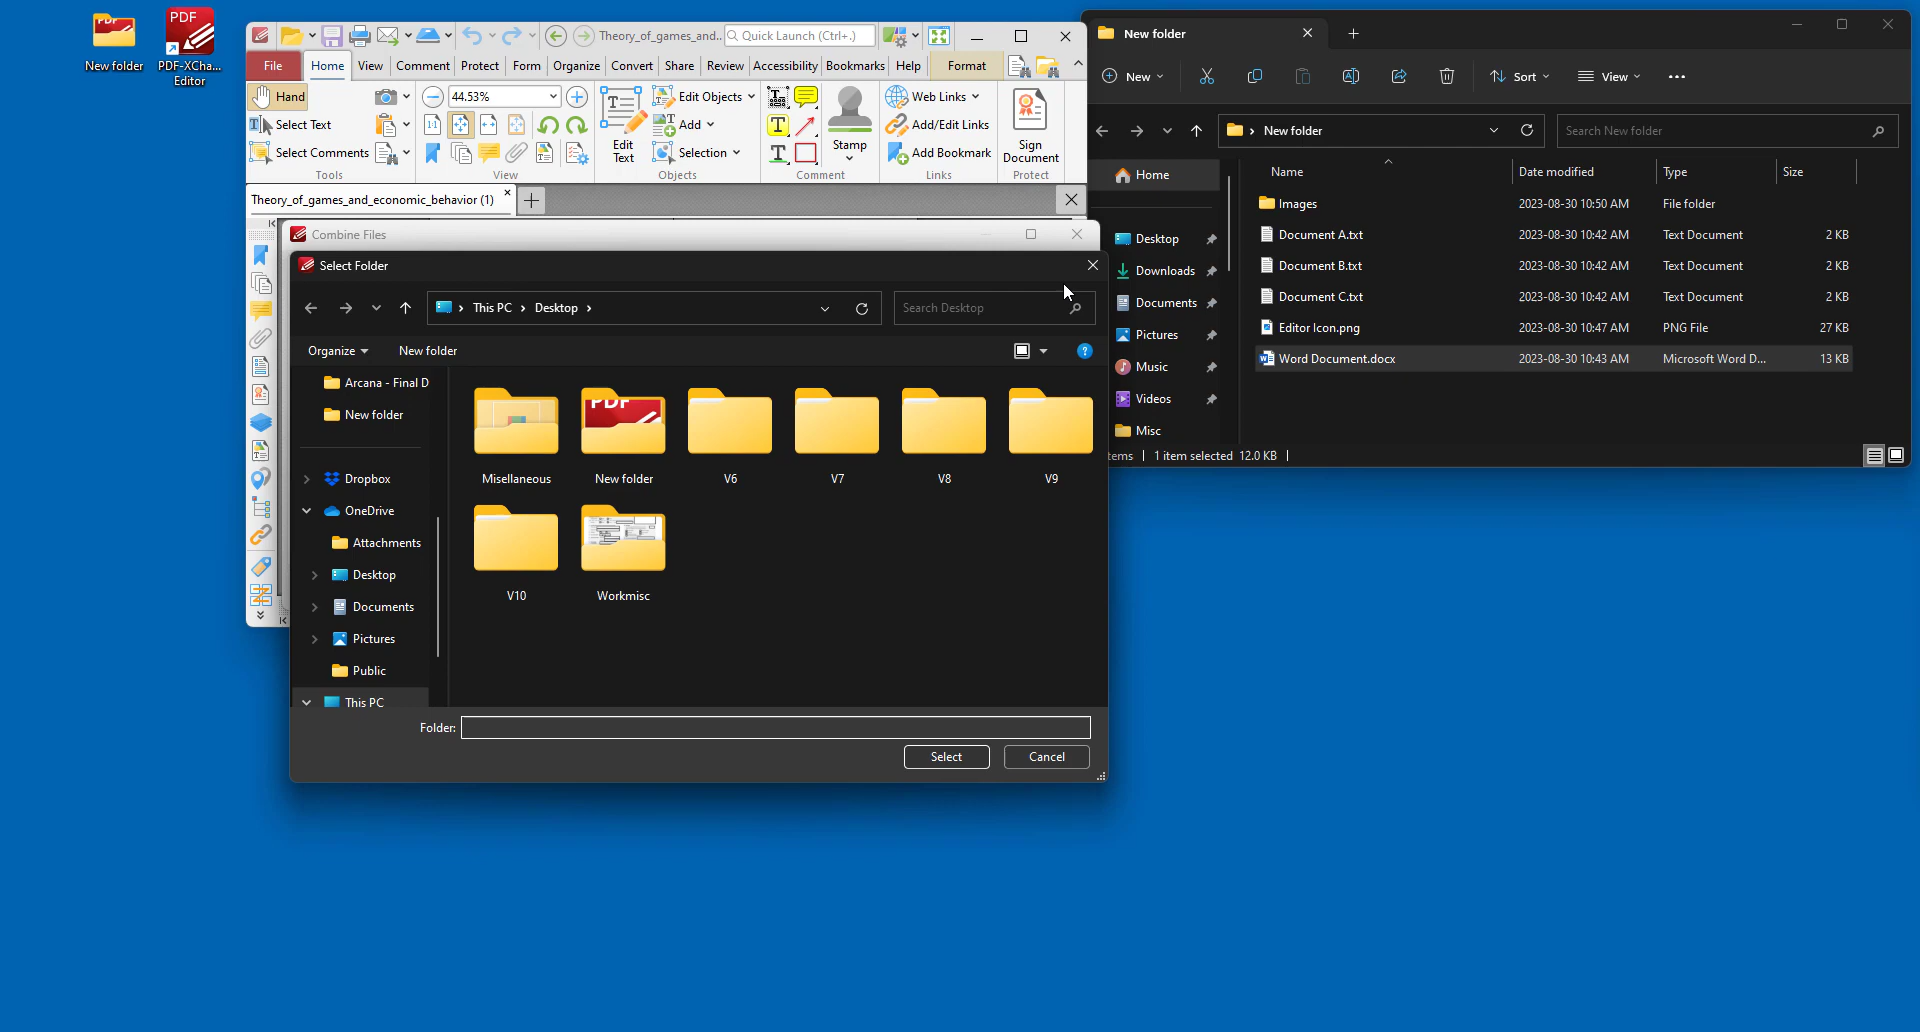 PDF
New folder
PDF
PDF-XCha...
Editor
Theory_of_games_and...
Quick Launch (Ctrl+.)
File
Home
View
Comment
Protect
Form
Organize
Convert
Share
Review
Accessibility
Bookmarks
Help
Format
Hand
Select Text
Select Comments
Tools
44.53%
1:1
View
Edit
Text
Edit Objects
Add
Selection
Objects
Stamp
Comment
Web Links
Add/Edit Links
Add Bookmark
Links
Sign
Document
Protect
Theory_of_games_and_economic_behavior (1)
Combine Files
Select Folder
This PC
Desktop
Search Desktop
Organize
New folder
Arcana - Final D
New folder
Dropbox
OneDrive
Attachments
Desktop
Documents
Pictures
Public
This PC
Misellaneous
PDF
New folder
V6
V7
V8
V9
V10
Workmisc
Folder:
Select
Cancel
New folder
New
Sort
View
New folder
Search New folder
Home
Desktop
Downloads
Documents
Pictures
Music
Videos
Misc
Name Date modified Type Size
Images 2023-08-30 10:50 AM File folder
Document A.txt 2023-08-30 10:42 AM Text Document 2 KB
Document B.txt 2023-08-30 10:42 AM Text Document 2 KB
Document C.txt 2023-08-30 10:42 AM Text Document 2 KB
Editor Icon.png 2023-08-30 10:47 AM PNG File 27 KB
Word Document.docx 2023-08-30 10:43 AM Microsoft Word D... 13 KB
tems
1 item selected 12.0 KB